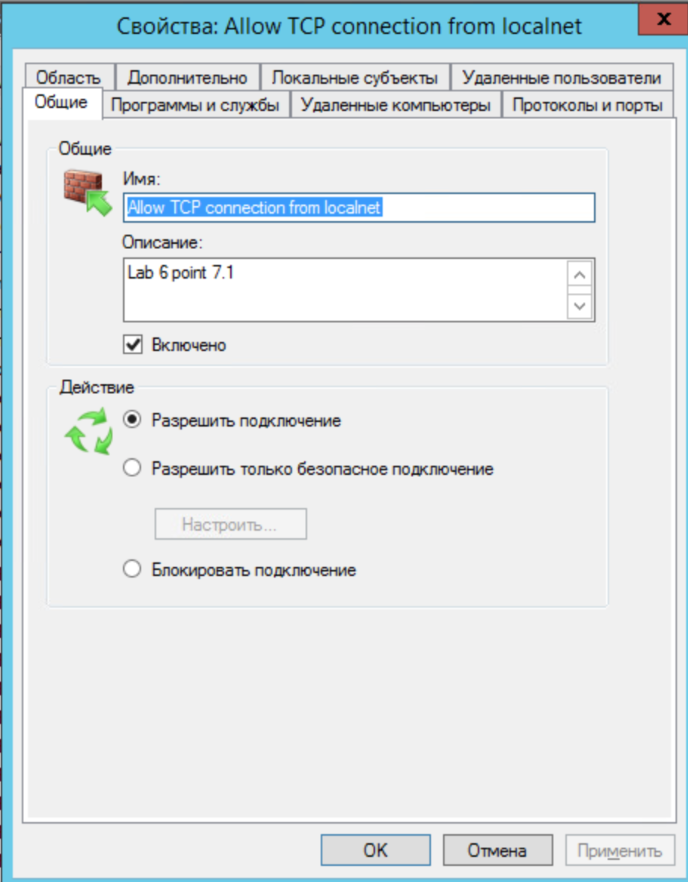 Свойства: Allow TCP connection from localnet
x
Область Дополнительно Локальные субъекты Удаленные пользователи
Общие Программы и службы Удаленные компьютеры Протоколы и порты
Общие
Имя:
Allow TCP connection from localnet
Описание:
Lab 6 point 7.1
Включено
Действие
Разрешить подключение
Разрешить только безопасное подключение
Настроить...
Блокировать подключение
OK Отмена Применить